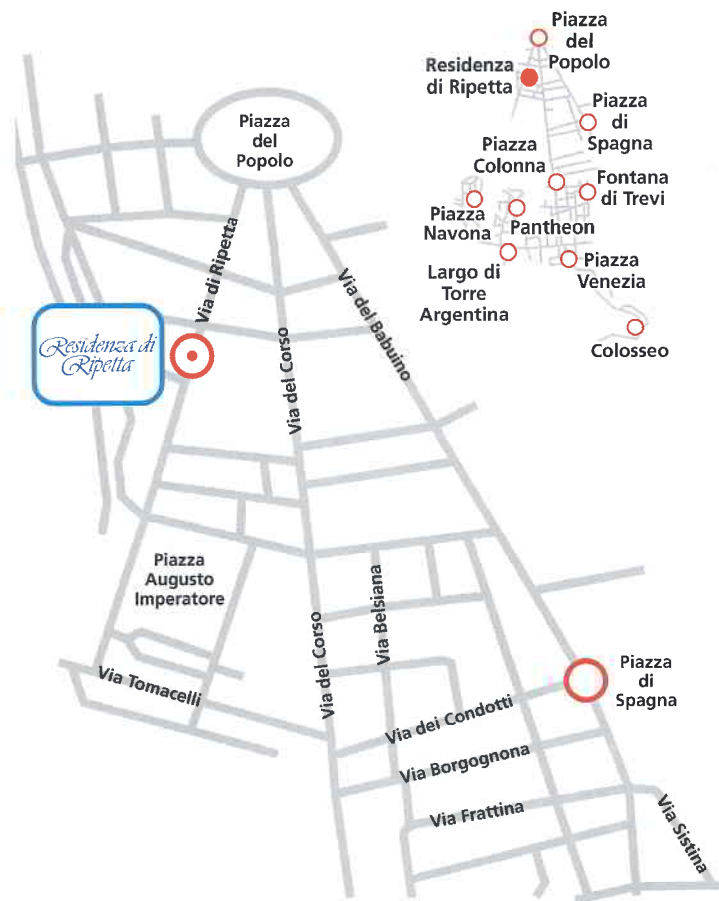 Piazza
del
Popolo
Residenza
di Ripetta
Piazza
di
Spagna
Piazza
Colonna
Fontana
di Trevi
Piazza
Navona
Pantheon
Largo di
Torre
Argentina
Piazza
Venezia
Colosseo
Piazza
del
Popolo
Via di Ripetta
Via del Babuino
Residenza di
Ripetta
Via del Corso
Piazza
Augusto
Imperatore
Via Belsiana
Via del Corso
Via Tomacelli
Piazza
di
Spagna
Via dei Condotti
Via Borgognona
Via Frattina
Via Sistina